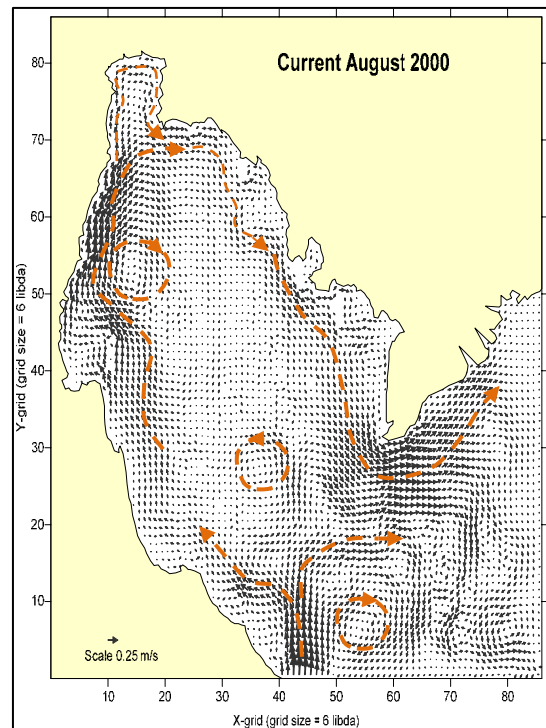 Current August 2000
80
70
60
50
40
30
20
10
Y-grid (grid size = 6 libda)
Scale 0.25 m/s
10 20 30 40 50 60 70 80
X-grid (grid size = 6 libda)